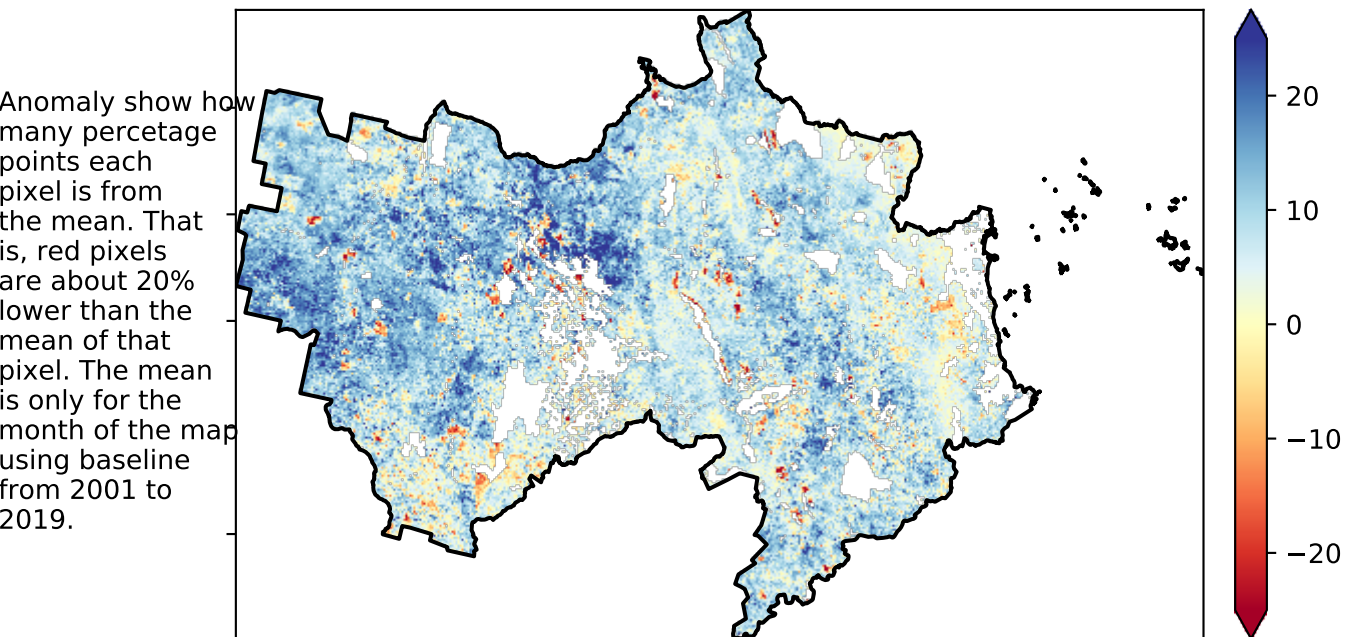 Anomaly show how
many percetage
points each
pixel is from
the mean. That
is, red pixels
are about 20%
lower than the
mean of that
pixel. The mean
is only for the
month of the map
using baseline
from 2001 to
2019.
20
10
0
−10
−20